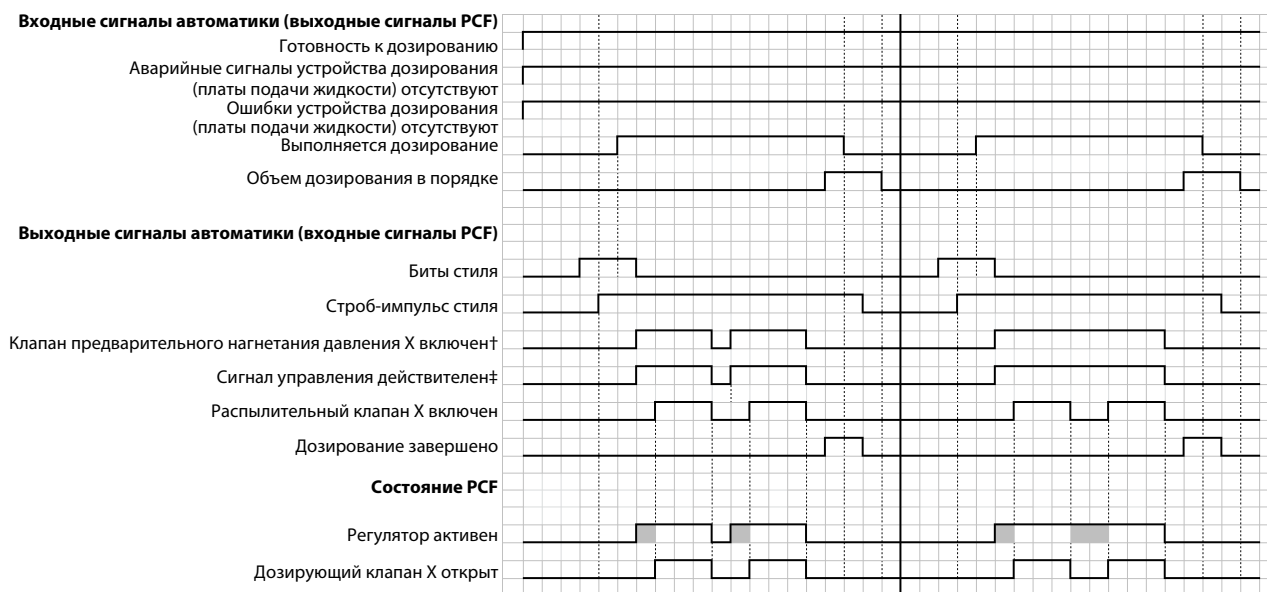 Входные сигналы автоматики (выходные сигналы PCF)
Готовность к дозированию
Аварийные сигналы устройства дозирования
(платы подачи жидкости) отсутствуют
Ошибки устройства дозирования
(платы подачи жидкости) отсутствуют
Выполняется дозирование
Объем дозирования в порядке
Выходные сигналы автоматики (входные сигналы PCF)
Биты стиля
Строб-импульс стиля
Клапан предварительного нагнетания давления X включен†
Сигнал управления действителен‡
Распылительный клапан X включен
Дозирование завершено
Состояние PCF
Регулятор активен
Дозирующий клапан X открыт